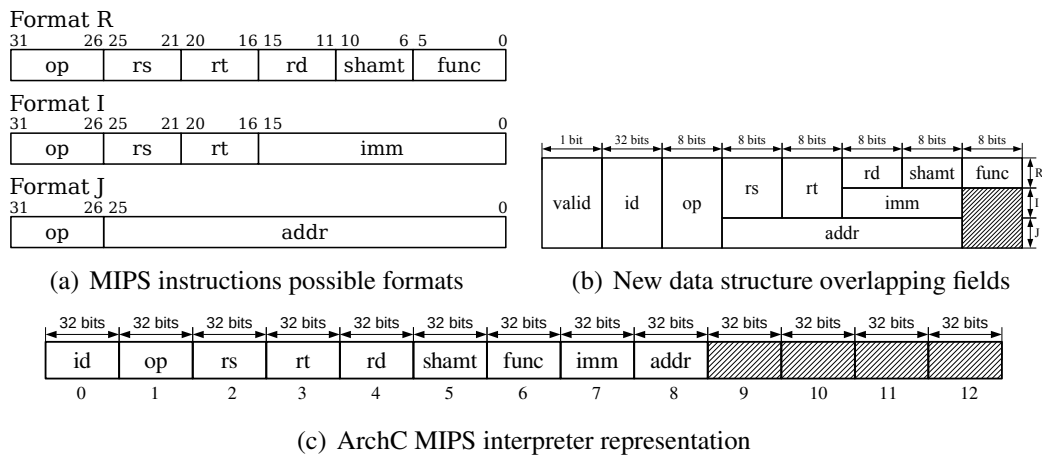 Format R
31 26 25 21 20 16 15 11 10 6 5 0
op rs rt rd shamt func
Format I
31 26 25 21 20 16 15 0
op rs rt imm
Format J
31 26 25 0
op addr
(a) MIPS instructions possible formats
1 bit 32 bits 8 bits 8 bits 8 bits 8 bits 8 bits 8 bits
valid id op rs rt rd shamt func R
imm I
addr J
(b) New data structure overlapping fields
32 bits 32 bits 32 bits 32 bits 32 bits 32 bits 32 bits 32 bits 32 bits 32 bits 32 bits 32 bits 32 bits
id op rs rt rd shamt func imm addr
0 1 2 3 4 5 6 7 8 9 10 11 12
(c) ArchC MIPS interpreter representation